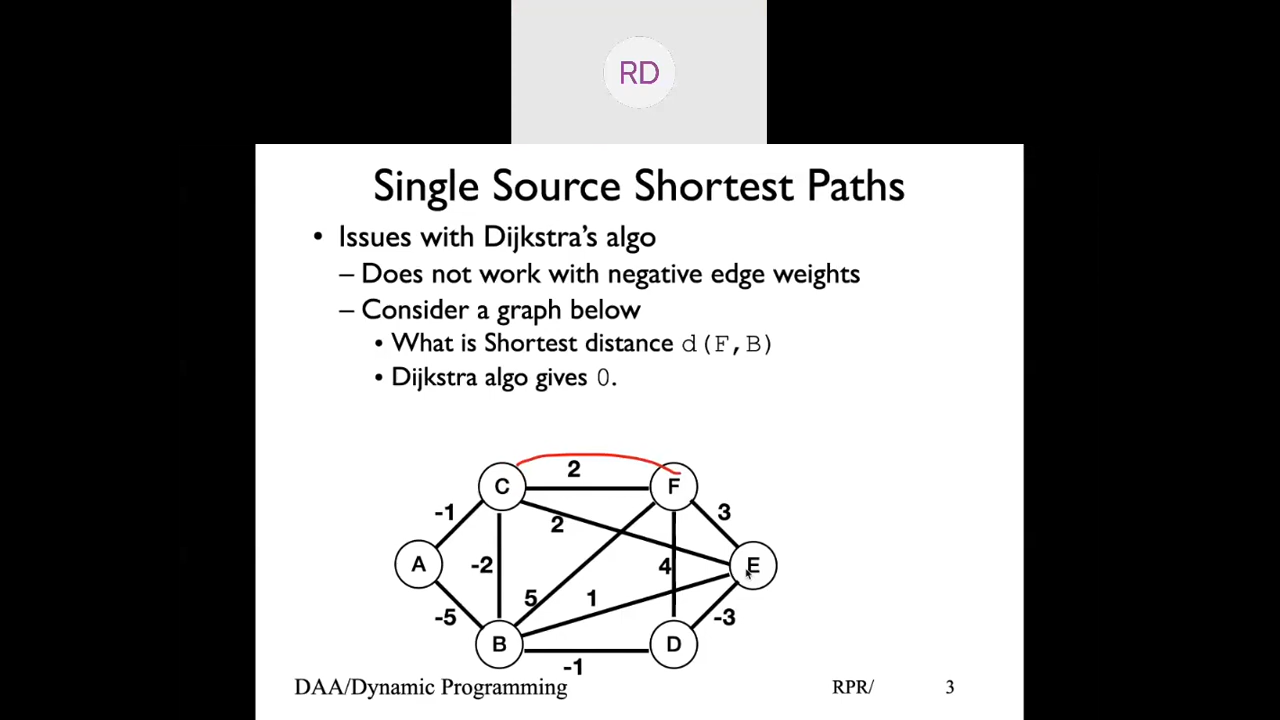 RD
Single Source Shortest Paths
• Issues with Dijkstra's algo
– Does not work with negative edge weights
– Consider a graph below
• What is Shortest distance d(F,B)
• Dijkstra algo gives 0.
2
C
F
-1
2
3
A
-2
4
E
5
1
-5
-3
B
D
-1
DAA/Dynamic Programming
RPR/
3